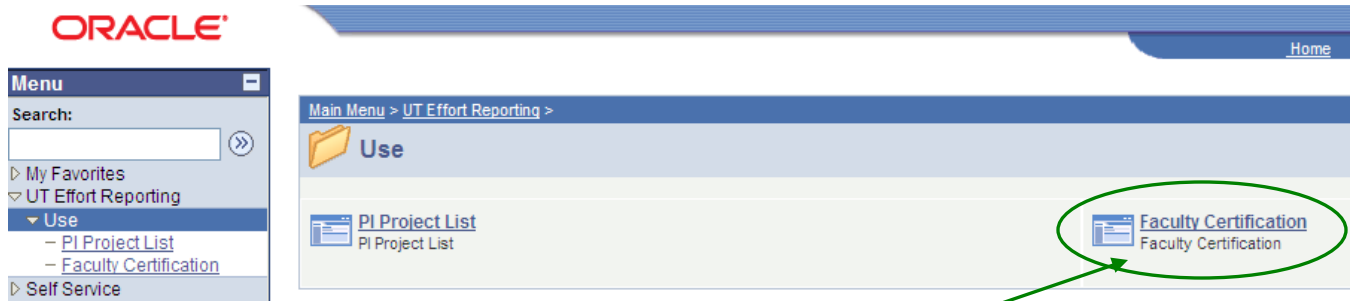 ORACLE
Home
Menu
Search:
My Favorites
UT Effort Reporting
Use
PI Project List
Faculty Certification
Self Service
Main Menu > UT Effort Reporting >
Use
PI Project List
PI Project List
Faculty Certification
Faculty Certification